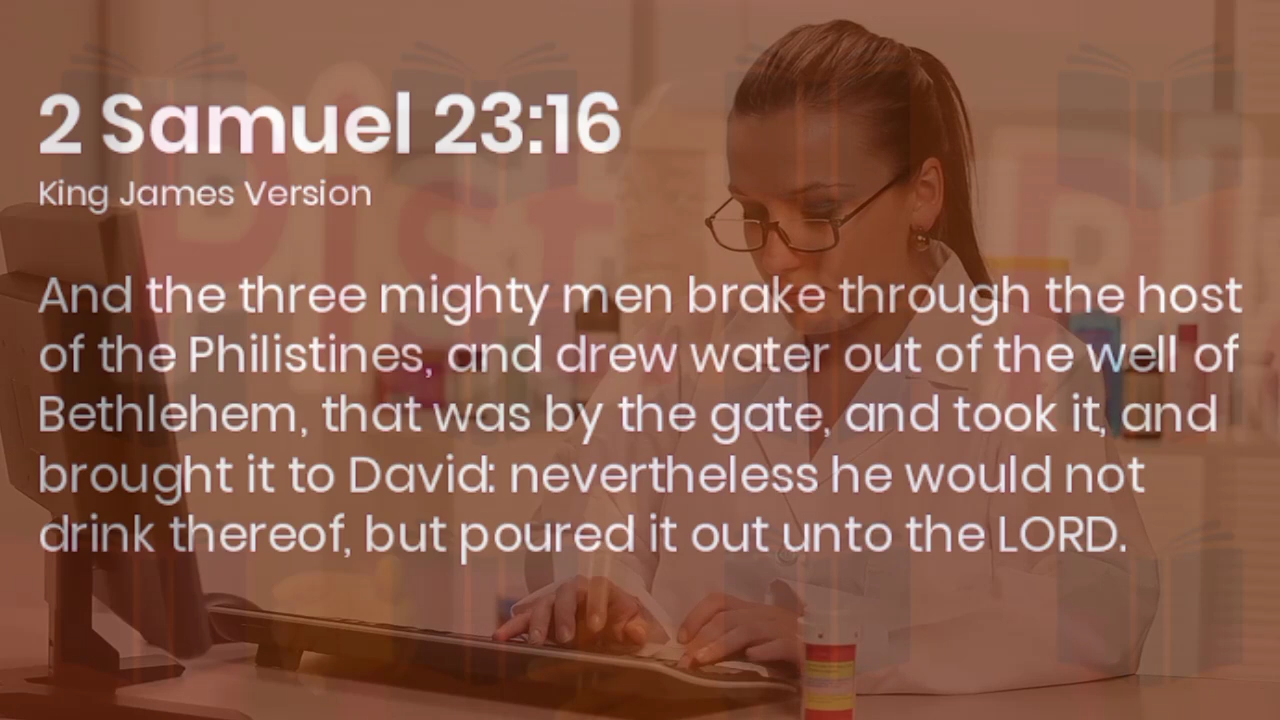 2 Samuel 23:16
King James Version
And the three mighty men brake through the host
of the Philistines, and drew water out of the well of
Bethlehem, that was by the gate, and took it, and
brought it to David: nevertheless he would not
drink thereof, but poured it out unto the LORD.